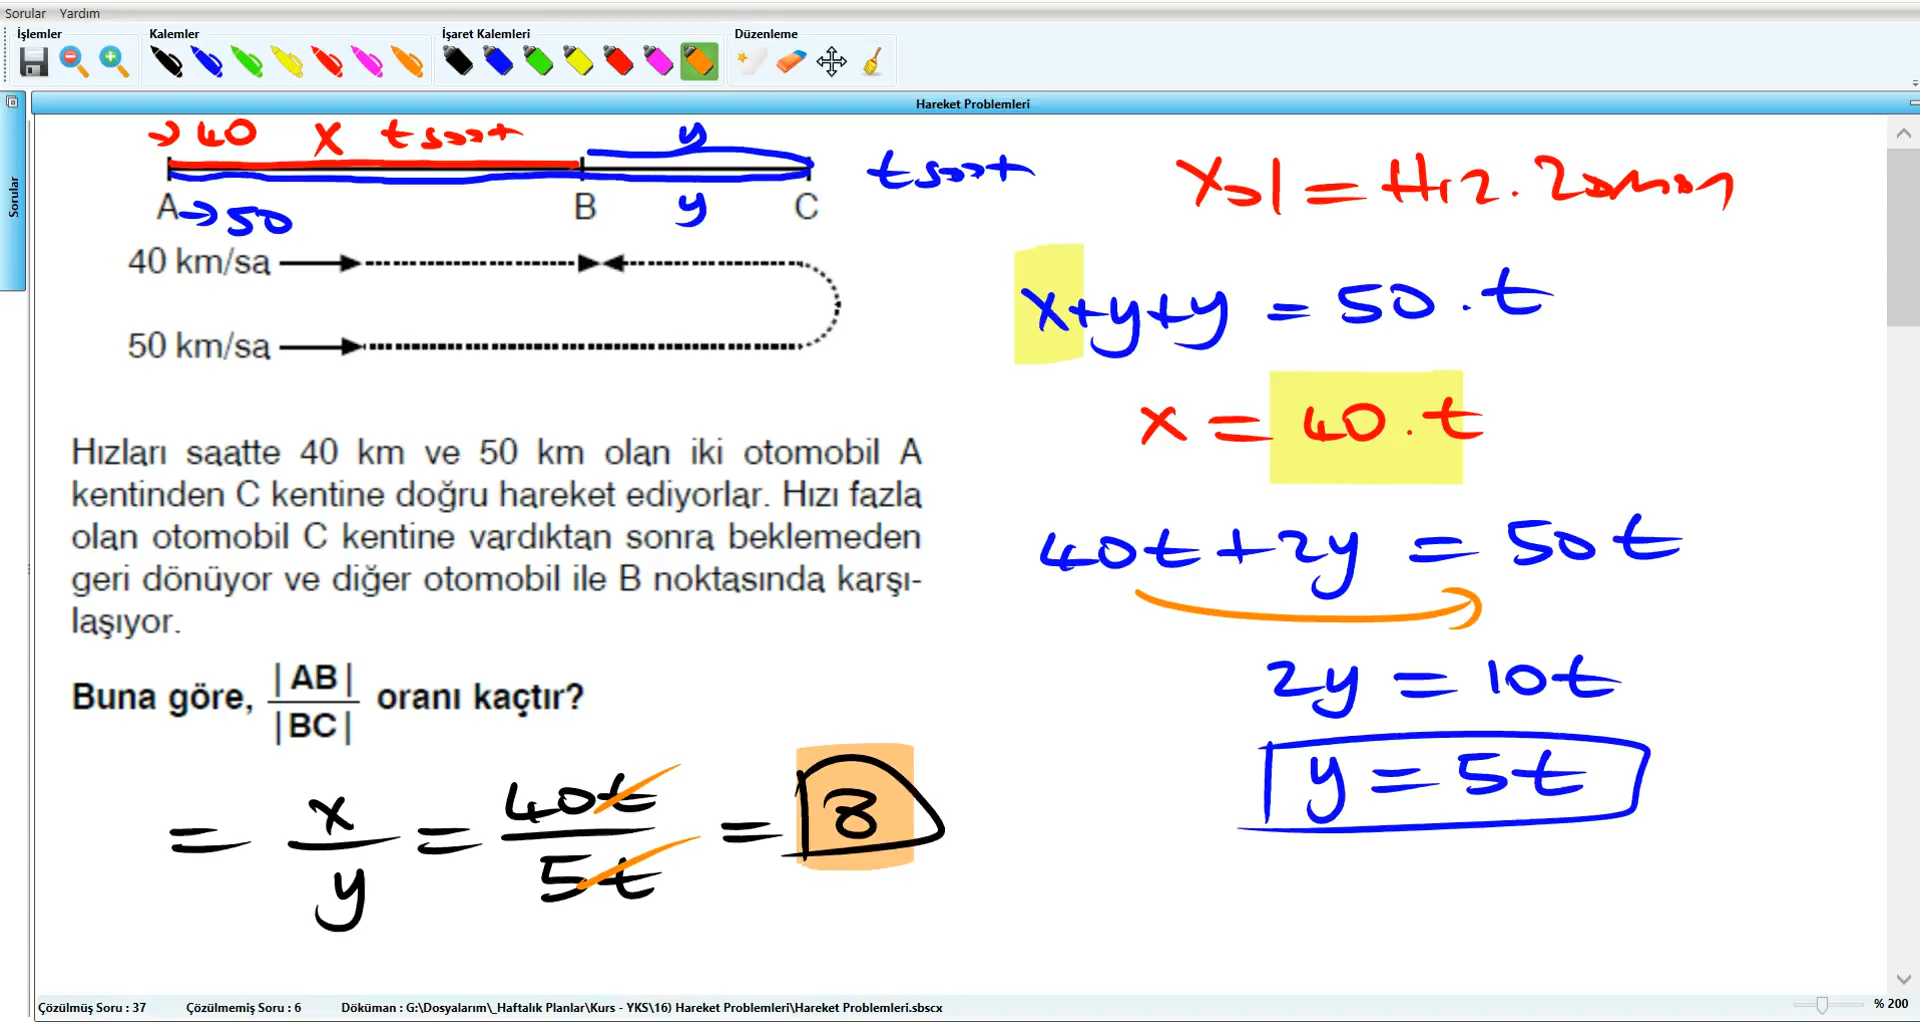 Sorular Yardım
İşlemler Kalemler İşaret Kalemleri Düzenleme
Hareket Problemleri
Sorular
→ 40 x t saat y
A B y C t saat
→ 50
40 km/sa
50 km/sa
Hızları saatte 40 km ve 50 km olan iki otomobil A
kentinden C kentine doğru hareket ediyorlar. Hızı fazla
olan otomobil C kentine vardıktan sonra beklemeden
geri dönüyor ve diğer otomobil ile B noktasında karşı-
laşıyor.
Buna göre, |AB| / |BC| oranı kaçtır?
= x/y = 40t/5t = 8
Yol = Hız . Zaman
x+y+y = 50 . t
x = 40 . t
40t + 2y = 50t
2y = 10t
y = 5t
Çözülmüş Soru : 37 Çözülmemiş Soru : 6 Döküman : G:\Dosyalarım\_Haftalık Planlar\Kurs - YKS\16) Hareket Problemleri\Hareket Problemleri.sbscx % 200